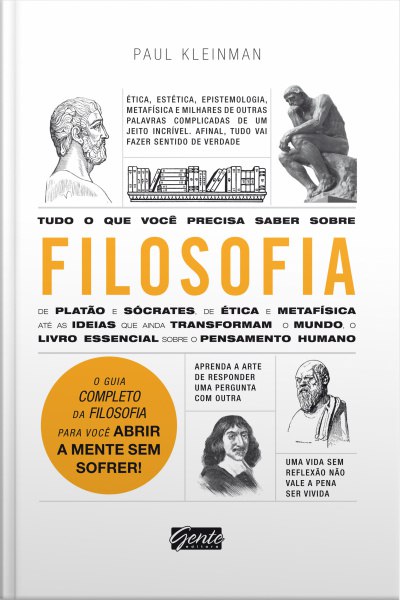 PAUL KLEINMAN
ÉTICA, ESTÉTICA, EPISTEMOLOGIA,
METAFÍSICA E MILHARES DE OUTRAS
PALAVRAS COMPLICADAS DE UM
JEITO INCRÍVEL. AFINAL, TUDO VAI
FAZER SENTIDO DE VERDADE
TUDO O QUE VOCÊ PRECISA SABER SOBRE
FILOSOFIA
DE PLATÃO E SÓCRATES, DE ÉTICA E METAFÍSICA
ATÉ AS IDEIAS QUE AINDA TRANSFORMAM O MUNDO, O
LIVRO ESSENCIAL SOBRE O PENSAMENTO HUMANO
O GUIA
COMPLETO
DA FILOSOFIA
PARA VOCÊ ABRIR
A MENTE SEM
SOFRER!
APRENDA A ARTE
DE RESPONDER
UMA PERGUNTA
COM OUTRA
UMA VIDA SEM
REFLEXÃO NÃO
VALE A PENA
SER VIVIDA
Gente
editora